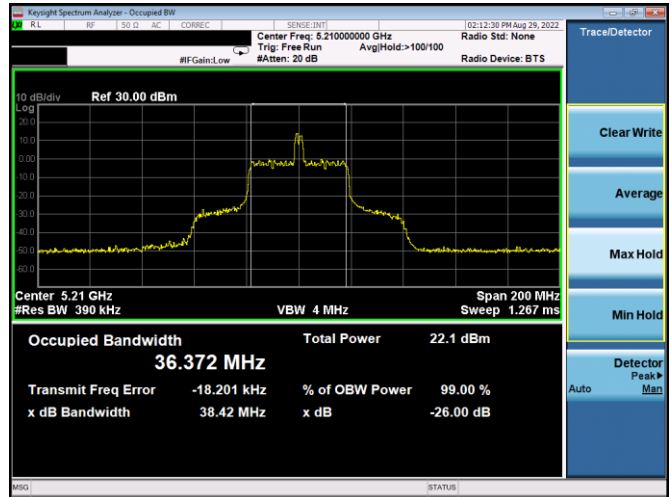 Keysight Spectrum Analyzer - Occupied BW
RL RF 50 Ω AC CORREC SENSE:INT 02:12:30 PM Aug 29, 2022
Center Freq: 5.210000000 GHz Radio Std: None
Trig: Free Run Avg|Hold:>100/100
#IFGain:Low #Atten: 20 dB Radio Device: BTS
Trace/Detector
10 dB/div Ref 30.00 dBm
Log
20.0
10.0
0.00
-10.0
-20.0
-30.0
-40.0
-50.0
-60.0
Center 5.21 GHz Span 200 MHz
#Res BW 390 kHz VBW 4 MHz Sweep 1.267 ms
Occupied Bandwidth Total Power 22.1 dBm
36.372 MHz
Transmit Freq Error -18.201 kHz % of OBW Power 99.00 %
x dB Bandwidth 38.42 MHz x dB -26.00 dB
Clear Write
Average
Max Hold
Min Hold
Detector
Peak▶
Auto Man
MSG STATUS